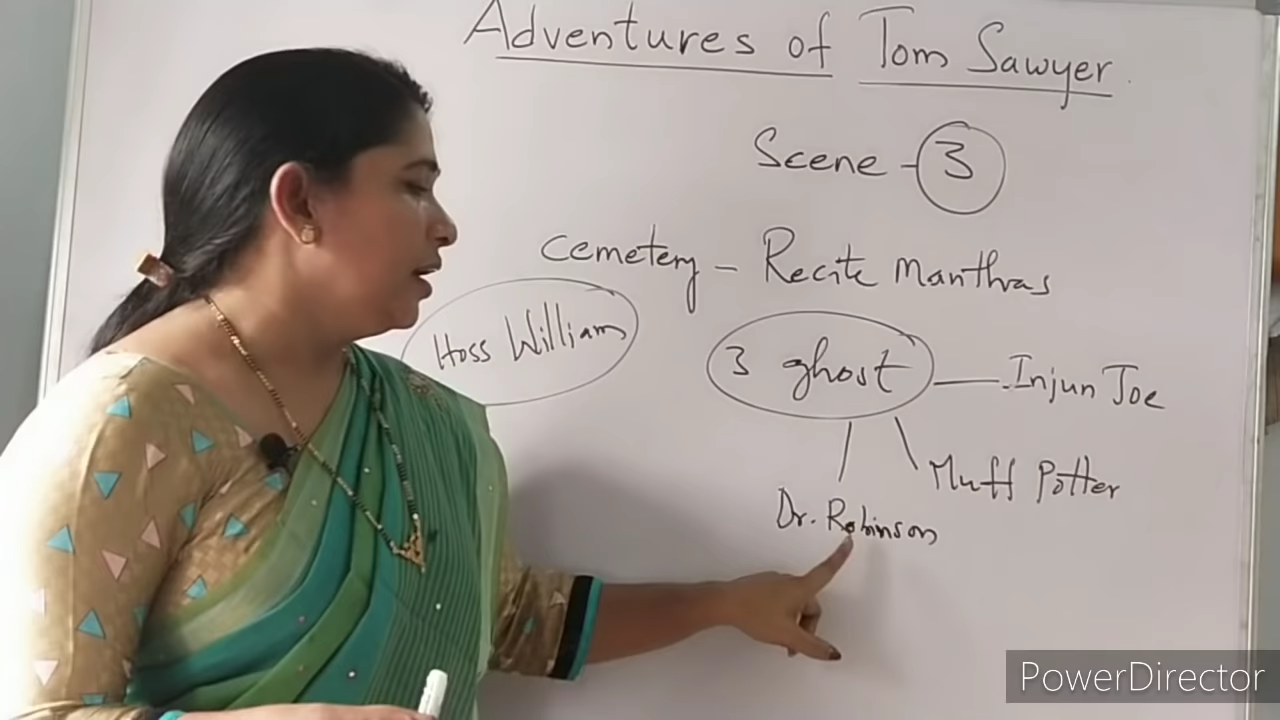 Adventures of Tom Sawyer
Scene - 3
Cemetery - Recite Manthras
Hoss William
3 ghost
Injun Joe
Muff Potter
Dr. Robinson
PowerDirector